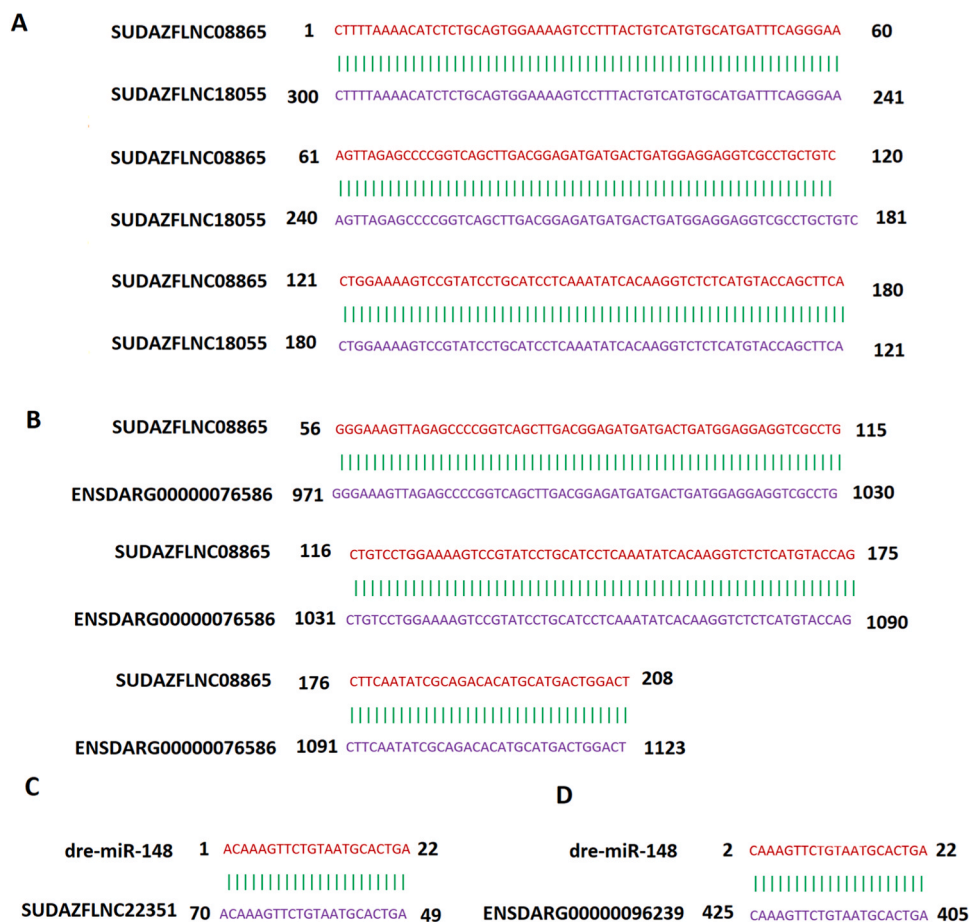 A
SUDAZFLNC08865 1 CTTTTAAAACATCTCTGCAGTGGAAAAGTCCTTTACTGTCATGTGCATGATTTCAGGGAA 60
SUDAZFLNC18055 300 CTTTTAAAACATCTCTGCAGTGGAAAAGTCCTTTACTGTCATGTGCATGATTTCAGGGAA 241
SUDAZFLNC08865 61 AGTTAGAGCCCCGGTCAGCTTGACGGAGATGATGACTGATGGAGGAGGTCGCCTGCTGTC 120
SUDAZFLNC18055 240 AGTTAGAGCCCCGGTCAGCTTGACGGAGATGATGACTGATGGAGGAGGTCGCCTGCTGTC 181
SUDAZFLNC08865 121 CTGGAAAAGTCCGTATCCTGCATCCTCAAATATCACAAGGTCTCTCATGTACCAGCTTCA 180
SUDAZFLNC18055 180 CTGGAAAAGTCCGTATCCTGCATCCTCAAATATCACAAGGTCTCTCATGTACCAGCTTCA 121
B
SUDAZFLNC08865 56 GGGAAAGTTAGAGCCCCGGTCAGCTTGACGGAGATGATGACTGATGGAGGAGGTCGCCTG 115
ENSDARG00000076586 971 GGGAAAGTTAGAGCCCCGGTCAGCTTGACGGAGATGATGACTGATGGAGGAGGTCGCCTG 1030
SUDAZFLNC08865 116 CTGTCCTGGAAAAGTCCGTATCCTGCATCCTCAAATATCACAAGGTCTCTCATGTACCAG 175
ENSDARG00000076586 1031 CTGTCCTGGAAAAGTCCGTATCCTGCATCCTCAAATATCACAAGGTCTCTCATGTACCAG 1090
SUDAZFLNC08865 176 CTTCAATATCGCAGACACATGCATGACTGGACT 208
ENSDARG00000076586 1091 CTTCAATATCGCAGACACATGCATGACTGGACT 1123
C
dre-miR-148 1 ACAAAGTTCTGTAATGCACTGA 22
SUDAZFLNC22351 70 ACAAAGTTCTGTAATGCACTGA 49
D
dre-miR-148 2 CAAAGTTCTGTAATGCACTGA 22
ENSDARG00000096239 425 CAAAGTTCTGTAATGCACTGA 405